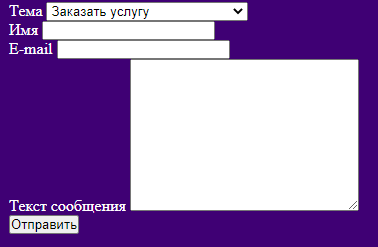 Тема Заказать услугу
Имя
E-mail
Текст сообщения
Отправить